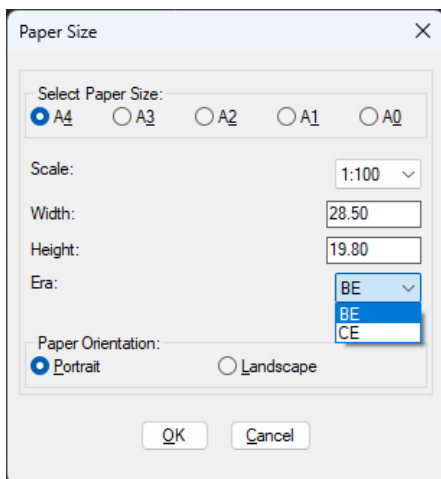 Paper Size
Select Paper Size:
A4 A3 A2 A1 A0
Scale: 1:100
Width: 28.50
Height: 19.80
Era: BE
BE
CE
Paper Orientation:
Portrait Landscape
OK Cancel